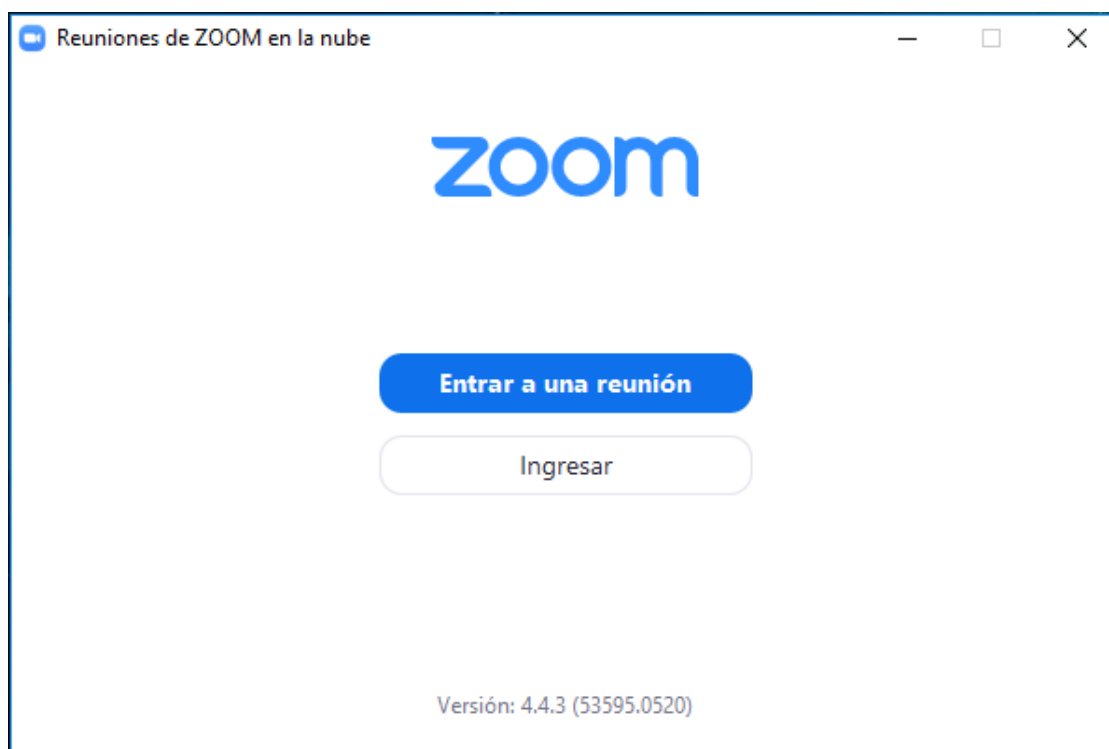 Reuniones de ZOOM en la nube
zoom
Entrar a una reunión
Ingresar
Versión: 4.4.3 (53595.0520)